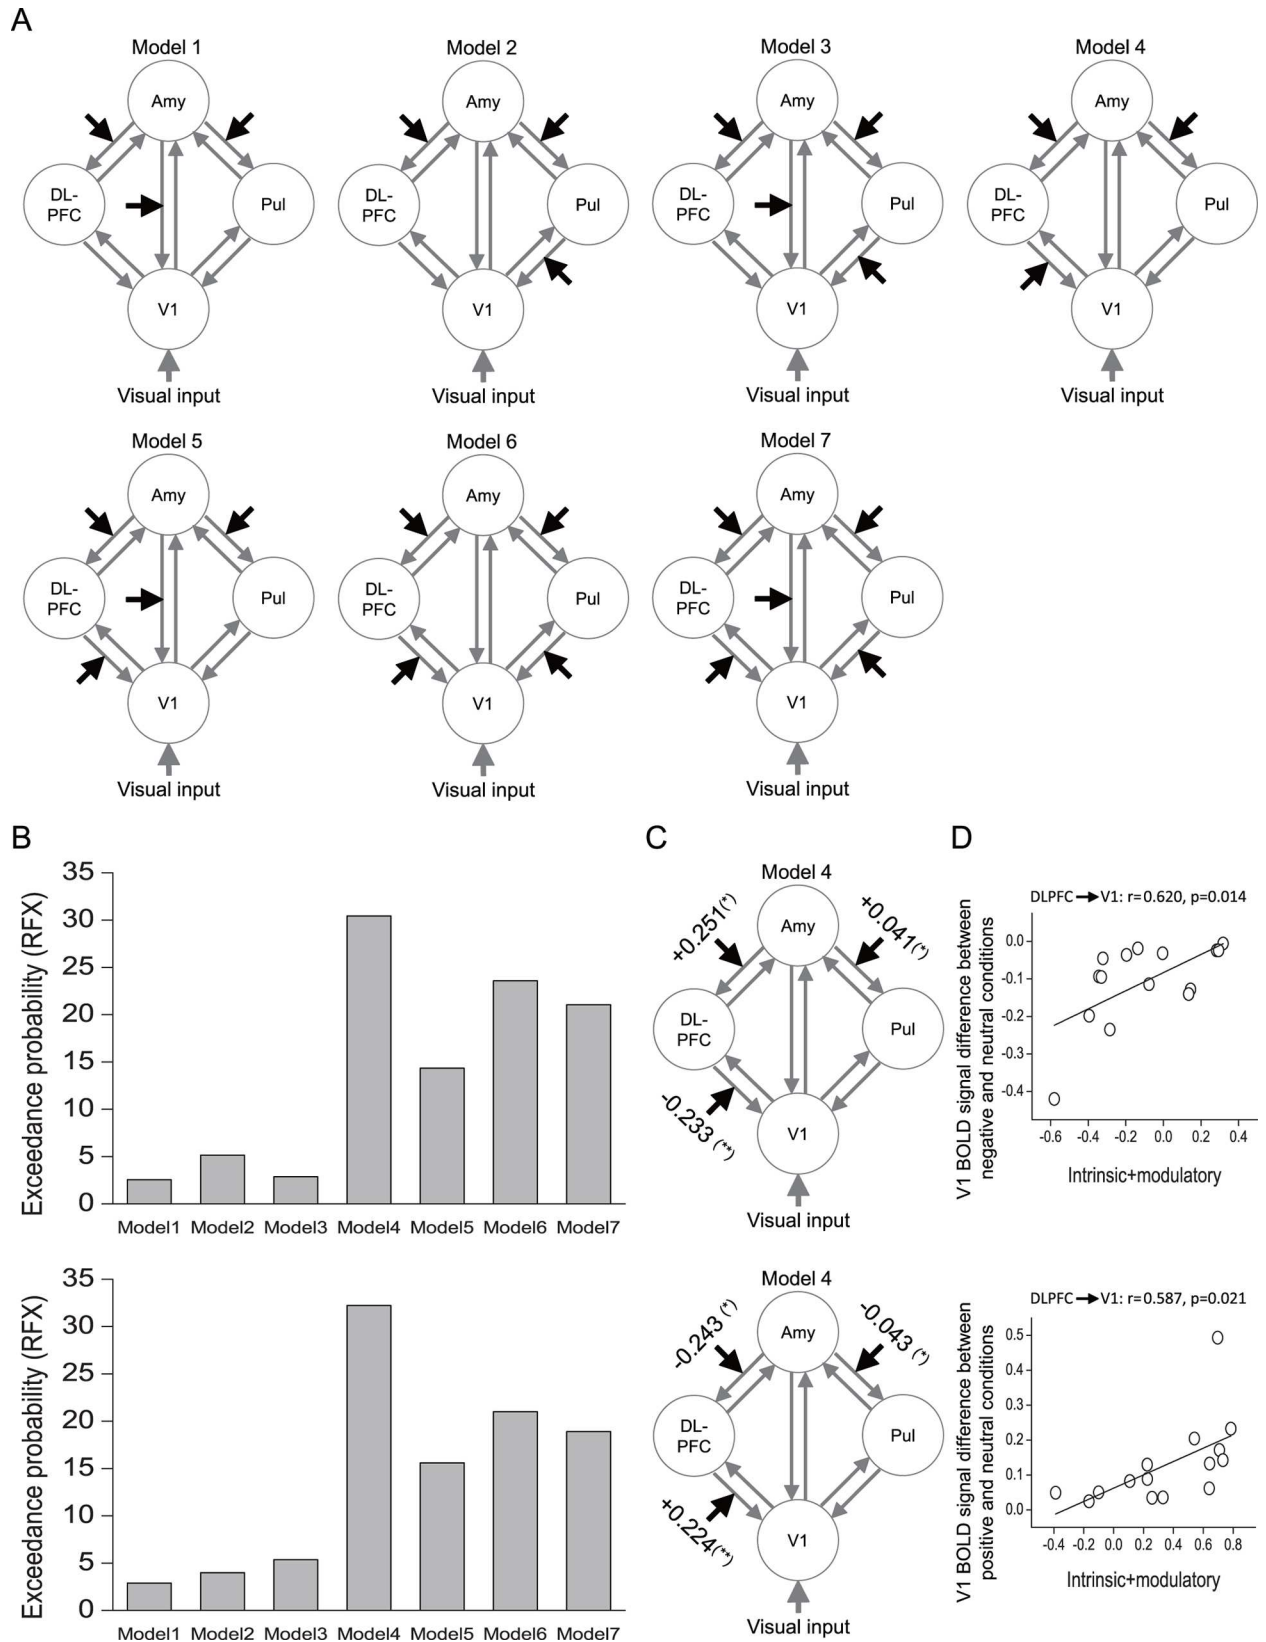 A
Model 1
Model 2
Model 3
Model 4
Amy
Amy
Amy
Amy
DL-
PFC
Pul
DL-
PFC
Pul
DL-
PFC
Pul
DL-
PFC
Pul
V1
V1
V1
V1
Visual input
Visual input
Visual input
Visual input
Model 5
Model 6
Model 7
Amy
Amy
Amy
DL-
PFC
Pul
DL-
PFC
Pul
DL-
PFC
Pul
V1
V1
V1
Visual input
Visual input
Visual input
B
Exceedance probability (RFX)
35
30
25
20
15
10
5
0
Model1 Model2 Model3 Model4 Model5 Model6 Model7
Exceedance probability (RFX)
35
30
25
20
15
10
5
0
Model1 Model2 Model3 Model4 Model5 Model6 Model7
C
Model 4
+0.251(*)
+0.041(*)
Amy
DL-
PFC
Pul
-0.233 (**)
V1
Visual input
Model 4
-0.243 (*)
-0.043 (*)
Amy
DL-
PFC
Pul
+0.224(**)
V1
Visual input
D
DLPFC → V1: r=0.620, p=0.014
V1 BOLD signal difference between
negative and neutral conditions
0.0
-0.1
-0.2
-0.3
-0.4
-0.6 -0.4 -0.2 0.0 0.2 0.4
Intrinsic+modulatory
DLPFC → V1: r=0.587, p=0.021
V1 BOLD signal difference between
positive and neutral conditions
0.5
0.4
0.3
0.2
0.1
0.0
-0.4 -0.2 0.0 0.2 0.4 0.6 0.8
Intrinsic+modulatory